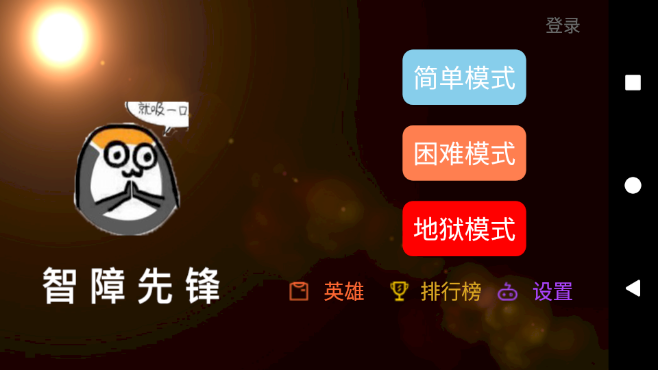 登录
简单模式
就吸一口
困难模式
地狱模式
智障先锋
英雄 排行榜 设置